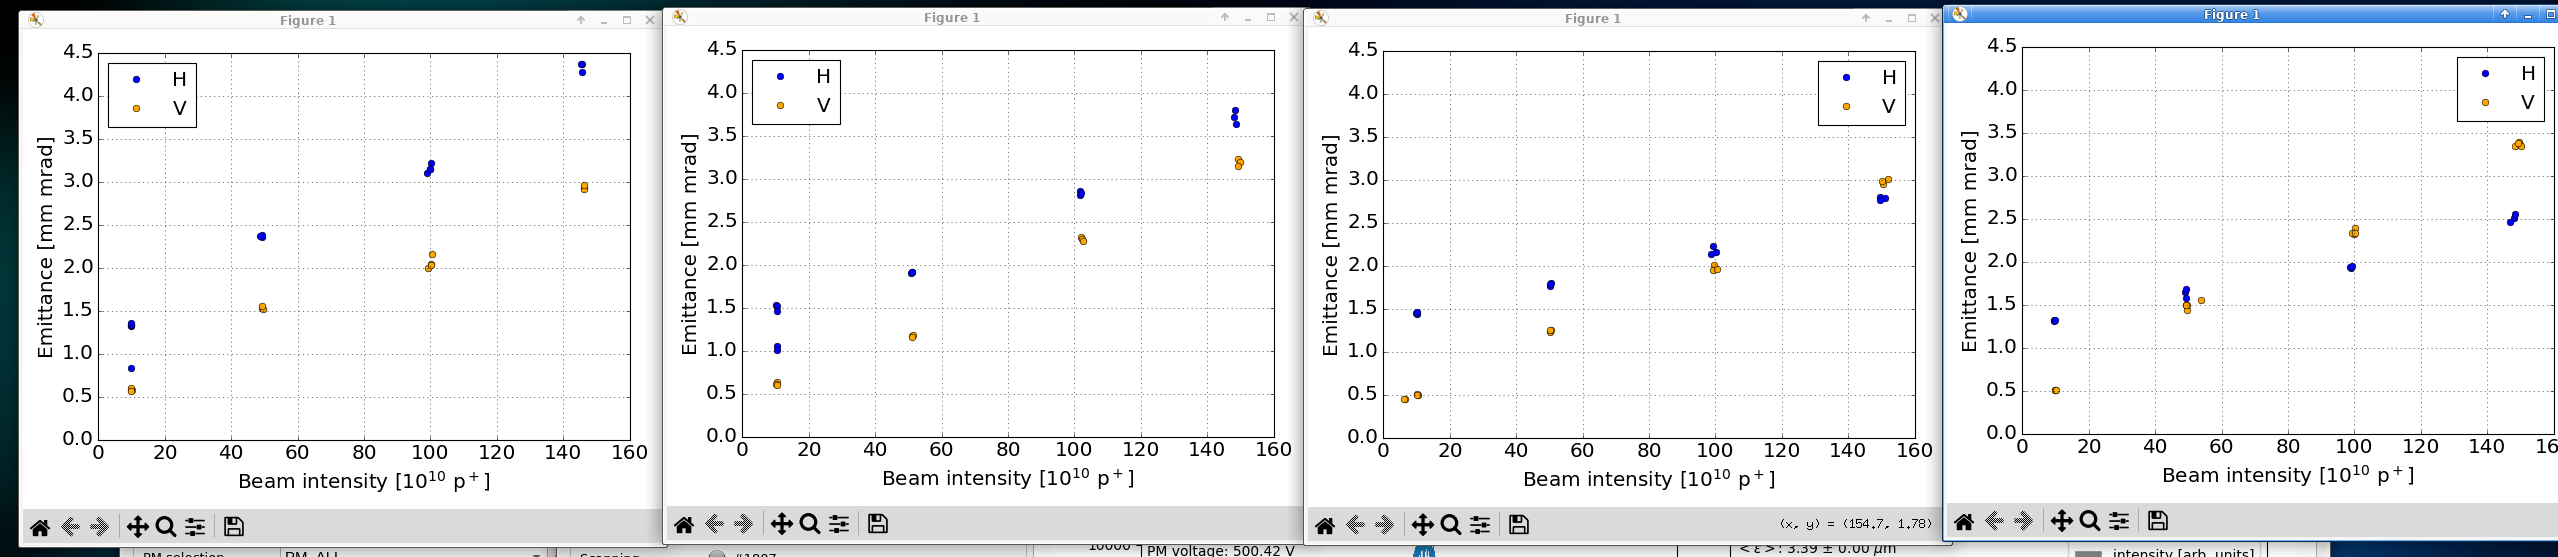 Figure 1
4.5
4.0
3.5
3.0
2.5
2.0
1.5
1.0
0.5
0.0
H
V
Emittance [mm mrad]
0 20 40 60 80 100 120 140 160
Beam intensity [10¹⁰ p⁺]
Figure 1
4.5
4.0
3.5
3.0
2.5
2.0
1.5
1.0
0.5
0.0
H
V
Emittance [mm mrad]
0 20 40 60 80 100 120 140 160
Beam intensity [10¹⁰ p⁺]
Figure 1
4.5
4.0
3.5
3.0
2.5
2.0
1.5
1.0
0.5
0.0
H
V
Emittance [mm mrad]
0 20 40 60 80 100 120 140 160
Beam intensity [10¹⁰ p⁺]
(x, y) = (154.7, 1.78)
Figure 1
4.5
4.0
3.5
3.0
2.5
2.0
1.5
1.0
0.5
0.0
H
V
Emittance [mm mrad]
0 20 40 60 80 100 120 140 16
Beam intensity [10¹⁰ p⁺]
PM selection PM_ALL
Scanning #1807
10000
PM voltage: 500.42 V
< ε >: 3.39 ± 0.00 μm
intensity [arb. units]